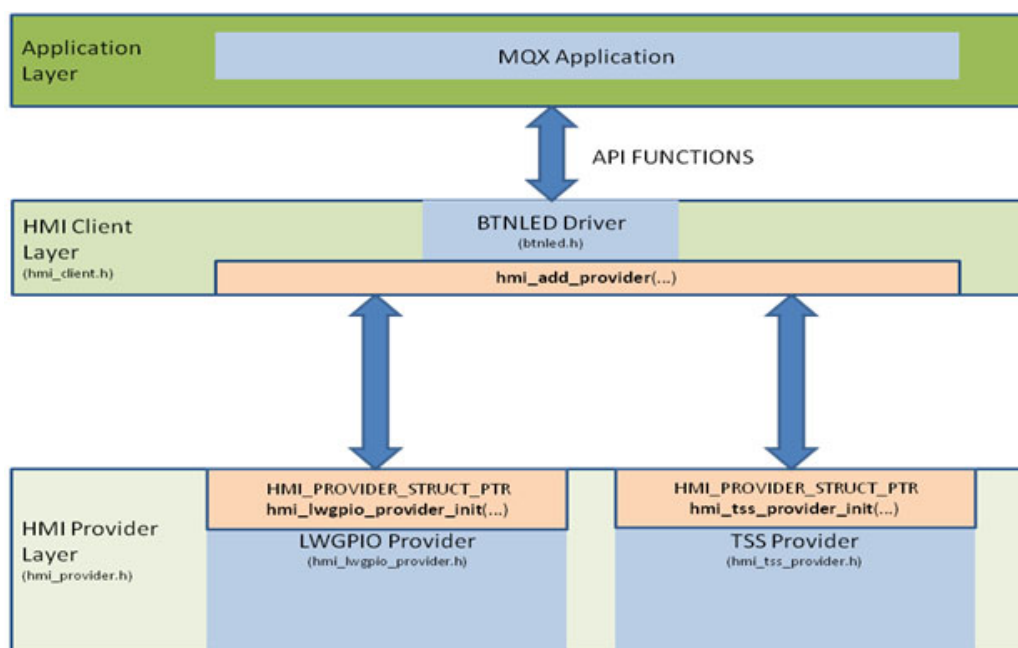 Application
Layer
MQX Application
API FUNCTIONS
HMI Client
Layer
(hmi_client.h)
BTNLED Driver
(btnled.h)
hmi_add_provider(...)
HMI Provider
Layer
(hmi_provider.h)
HMI_PROVIDER_STRUCT_PTR
hmi_lwgpio_provider_init(...)
LWGPIO Provider
(hmi_lwgpio_provider.h)
HMI_PROVIDER_STRUCT_PTR
hmi_tss_provider_init(...)
TSS Provider
(hmi_tss_provider.h)